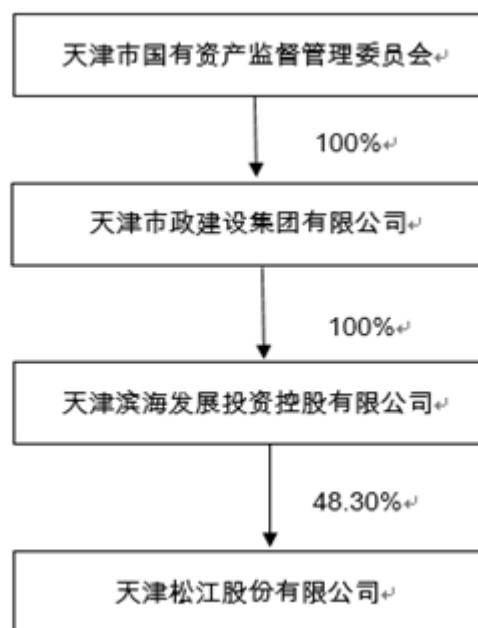 天津市国有资产监督管理委员会↵
100%↵
天津市政建设集团有限公司↵
100%↵
天津滨海发展投资控股有限公司↵
48.30%↵
天津松江股份有限公司↵